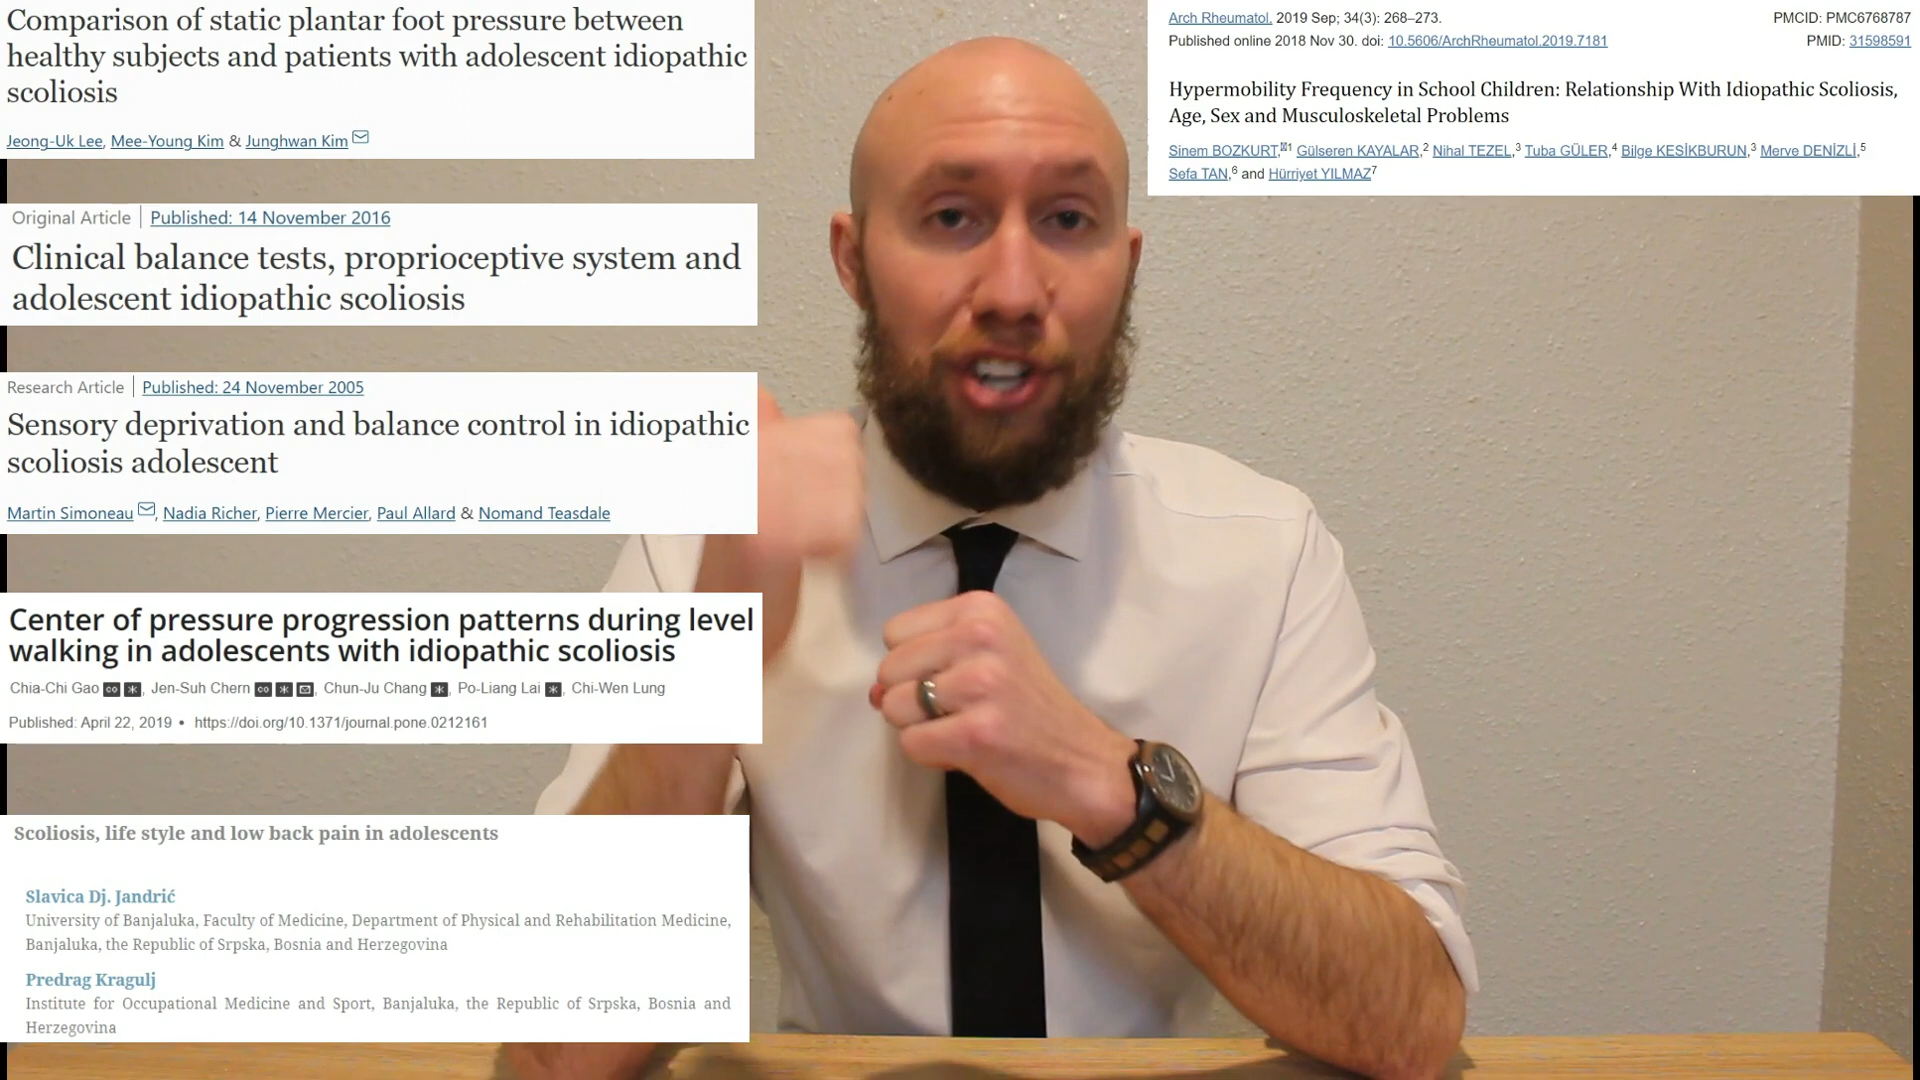 Comparison of static plantar foot pressure between
healthy subjects and patients with adolescent idiopathic
scoliosis
Jeong-Uk Lee, Mee-Young Kim & Junghwan Kim
Original Article | Published: 14 November 2016
Clinical balance tests, proprioceptive system and
adolescent idiopathic scoliosis
Research Article | Published: 24 November 2005
Sensory deprivation and balance control in idiopathic
scoliosis adolescent
Martin Simoneau, Nadia Richer, Pierre Mercier, Paul Allard & Nomand Teasdale
Center of pressure progression patterns during level
walking in adolescents with idiopathic scoliosis
Chia-Chi Gao, Jen-Suh Chern, Chun-Ju Chang, Po-Liang Lai, Chi-Wen Lung
Published: April 22, 2019 • https://doi.org/10.1371/journal.pone.0212161
Scoliosis, life style and low back pain in adolescents
Slavica Dj. Jandrić
University of Banjaluka, Faculty of Medicine, Department of Physical and Rehabilitation Medicine,
Banjaluka, the Republic of Srpska, Bosnia and Herzegovina
Predrag Kragulj
Institute for Occupational Medicine and Sport, Banjaluka, the Republic of Srpska, Bosnia and
Herzegovina
Arch Rheumatol. 2019 Sep; 34(3): 268–273. PMCID: PMC6768787
Published online 2018 Nov 30. doi: 10.5606/ArchRheumatol.2019.7181 PMID: 31598591
Hypermobility Frequency in School Children: Relationship With Idiopathic Scoliosis,
Age, Sex and Musculoskeletal Problems
Sinem BOZKURT,1 Gülseren KAYALAR,2 Nihal TEZEL,3 Tuba GÜLER,4 Bilge KESİKBURUN,3 Merve DENİZLİ,5
Sefa TAN,6 and Hürriyet YILMAZ7